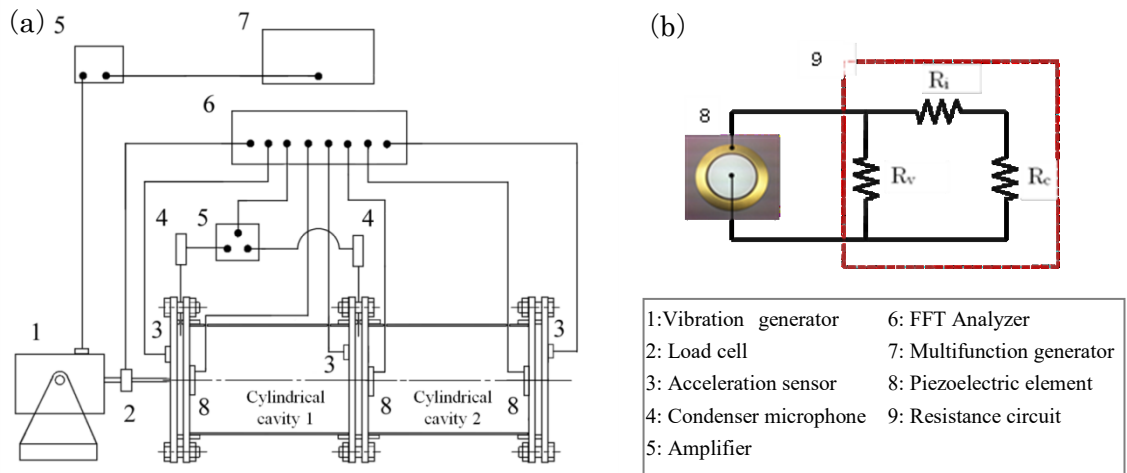 (a)
5
7
6
4
5
4
1
3
3
3
2
8
8
8
Cylindrical
cavity 1
Cylindrical
cavity 2
(b)
9
8
R₁
Rᵥ
R꜀
1:Vibration generator
2: Load cell
3: Acceleration sensor
4: Condenser microphone
5: Amplifier
6: FFT Analyzer
7: Multifunction generator
8: Piezoelectric element
9: Resistance circuit